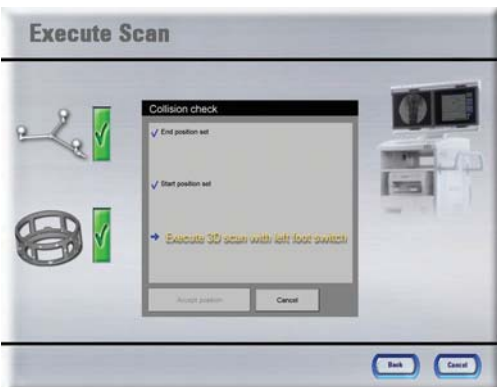 Execute Scan
Collision check
End position set
Start position set
Execute 3D scan with left foot switch
Accept position
Cancel
Back
Cancel